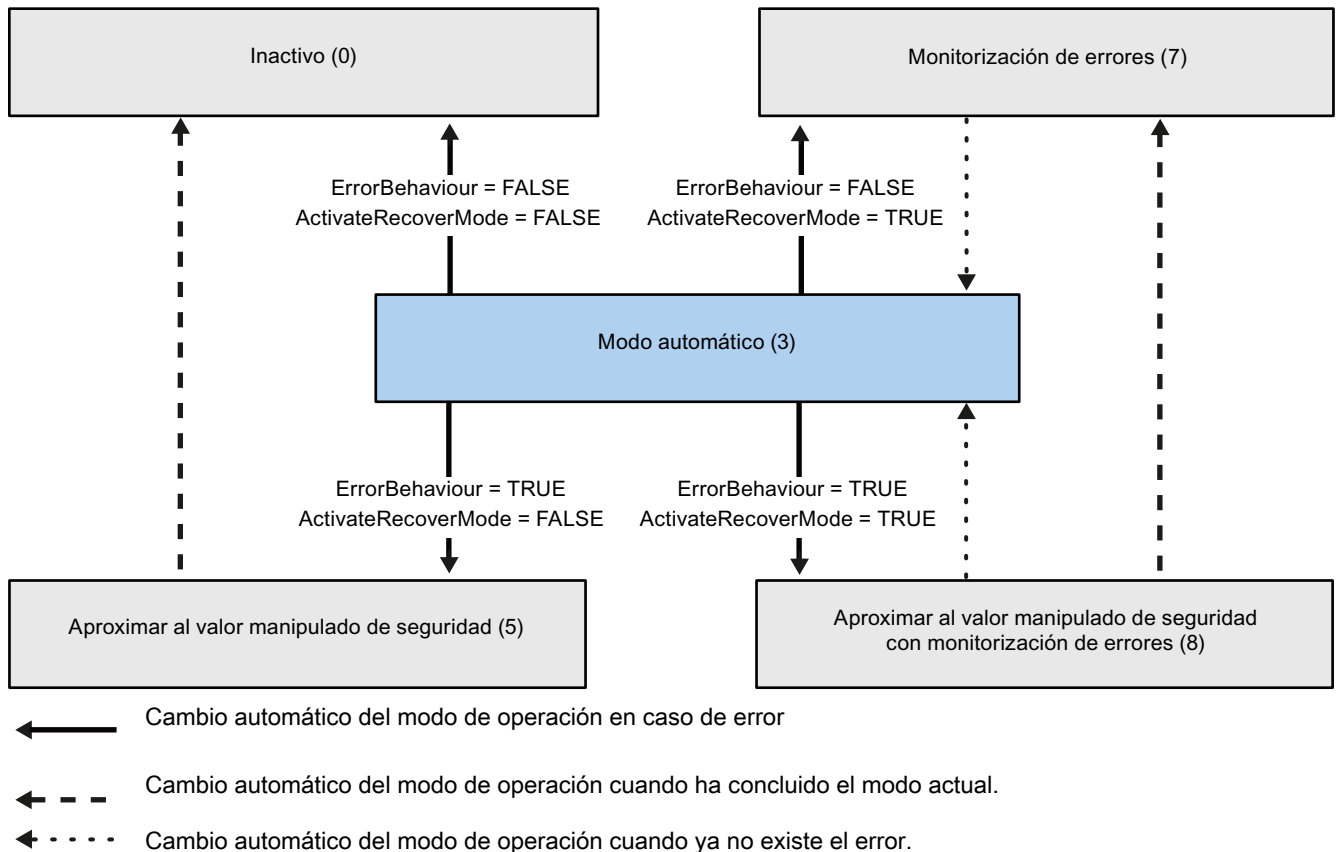 Inactivo (0)
Monitorización de errores (7)
ErrorBehaviour = FALSE
ActivateRecoverMode = FALSE
ErrorBehaviour = FALSE
ActivateRecoverMode = TRUE
Modo automático (3)
ErrorBehaviour = TRUE
ActivateRecoverMode = FALSE
ErrorBehaviour = TRUE
ActivateRecoverMode = TRUE
Aproximar al valor manipulado de seguridad (5)
Aproximar al valor manipulado de seguridad
con monitorización de errores (8)
Cambio automático del modo de operación en caso de error
Cambio automático del modo de operación cuando ha concluido el modo actual.
Cambio automático del modo de operación cuando ya no existe el error.